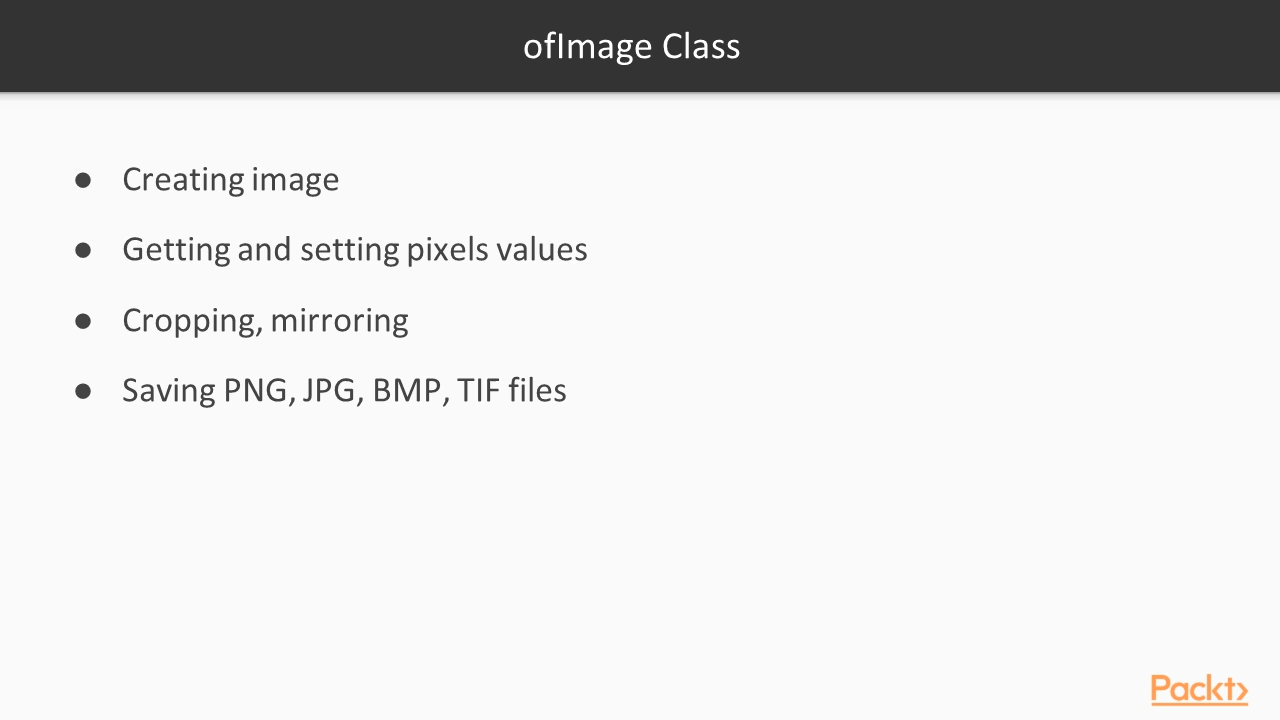 ofImage Class
● Creating image
● Getting and setting pixels values
● Cropping, mirroring
● Saving PNG, JPG, BMP, TIF files
Packt>